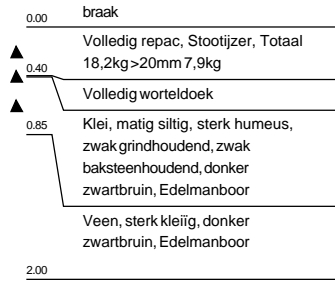 0.00
braak
Volledig repac, Stootijzer, Totaal
18,2kg >20mm 7,9kg
0.40
Volledig worteldoek
0.85
Klei, matig siltig, sterk humeus,
zwak grindhoudend, zwak
baksteenhoudend, donker
zwartbruin, Edelmanboor
Veen, sterk kleiïg, donker
zwartbruin, Edelmanboor
2.00